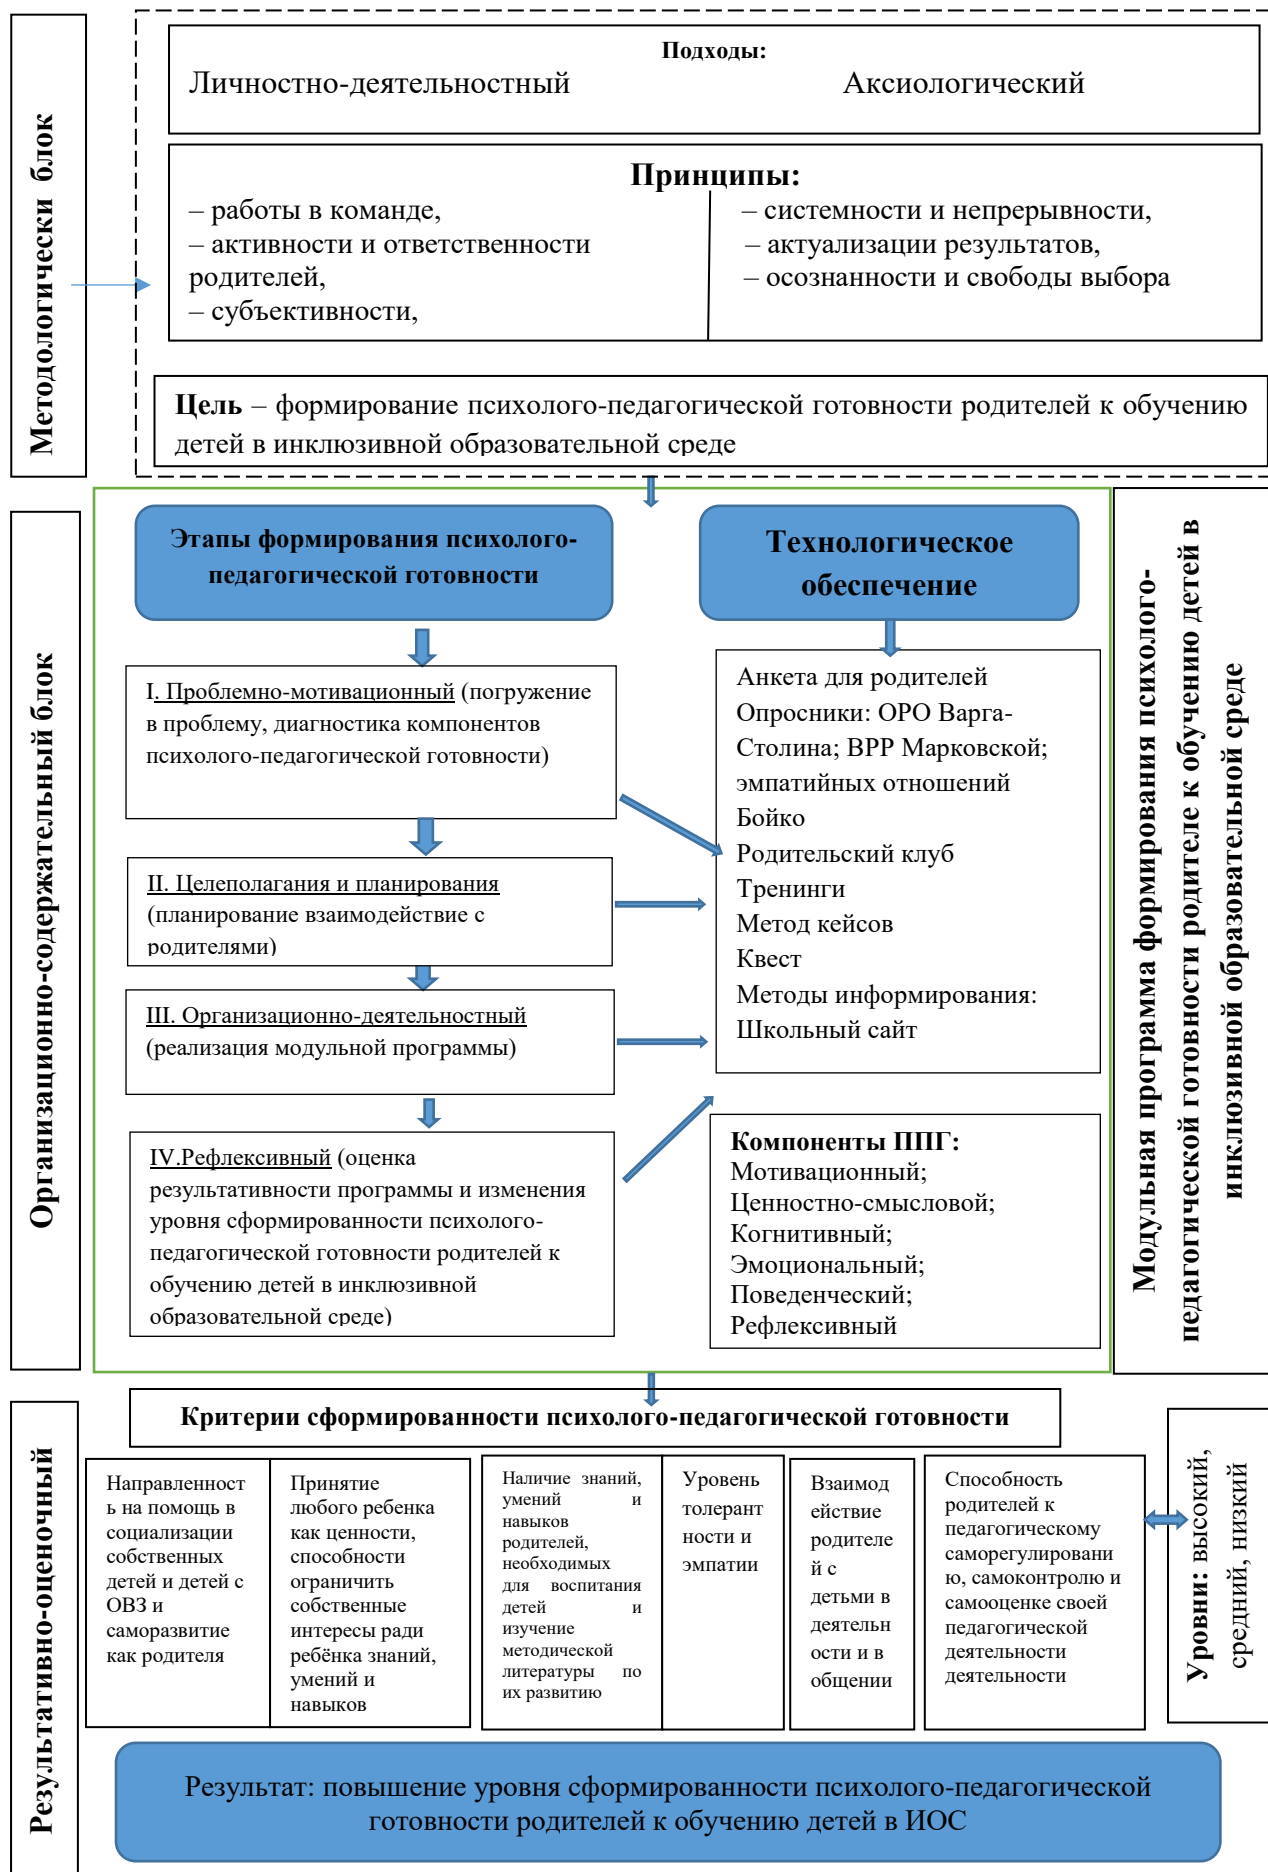 Методологически блок
Подходы:
Личностно-деятельностный Аксиологический
Принципы:
– работы в команде,
– активности и ответственности
родителей,
– субъективности,
– системности и непрерывности,
– актуализации результатов,
– осознанности и свободы выбора
Цель – формирование психолого-педагогической готовности родителей к обучению
детей в инклюзивной образовательной среде
Организационно-содержательный блок
Этапы формирования психолого-
педагогической готовности
I. Проблемно-мотивационный (погружение
в проблему, диагностика компонентов
психолого-педагогической готовности)
II. Целеполагания и планирования
(планирование взаимодействие с
родителями)
III. Организационно-деятельностный
(реализация модульной программы)
IV.Рефлексивный (оценка
результативности программы и изменения
уровня сформированности психолого-
педагогической готовности родителей к
обучению детей в инклюзивной
образовательной среде)
Технологическое
обеспечение
Анкета для родителей
Опросники: ОРО Варга-
Столина; ВРР Марковской;
эмпатийных отношений
Бойко
Родительский клуб
Тренинги
Метод кейсов
Квест
Методы информирования:
Школьный сайт
Компоненты ППГ:
Мотивационный;
Ценностно-смысловой;
Когнитивный;
Эмоциональный;
Поведенческий;
Рефлексивный
Модульная программа формирования психолого-
педагогической готовности родителе к обучению детей в
инклюзивной образовательной среде
Результативно-оценочный
Критерии сформированности психолого-педагогической готовности
Направленност
ь на помощь в
социализации
собственных
детей и детей с
ОВЗ и
саморазвитие
как родителя
Принятие
любого ребенка
как ценности,
способности
ограничить
собственные
интересы ради
ребёнка знаний,
умений и
навыков
Наличие знаний,
умений и
навыков
родителей,
необходимых
для воспитания
детей и
изучение
методической
литературы по
их развитию
Уровень
толерант
ности и
эмпатии
Взаимод
ействие
родителе
й с
детьми в
деятельн
ости и в
общении
Способность
родителей к
педагогическому
саморегулировани
ю, самоконтролю и
самооценке своей
педагогической
деятельности
деятельности
Уровни: высокий,
средний, низкий
Результат: повышение уровня сформированности психолого-педагогической
готовности родителей к обучению детей в ИОС